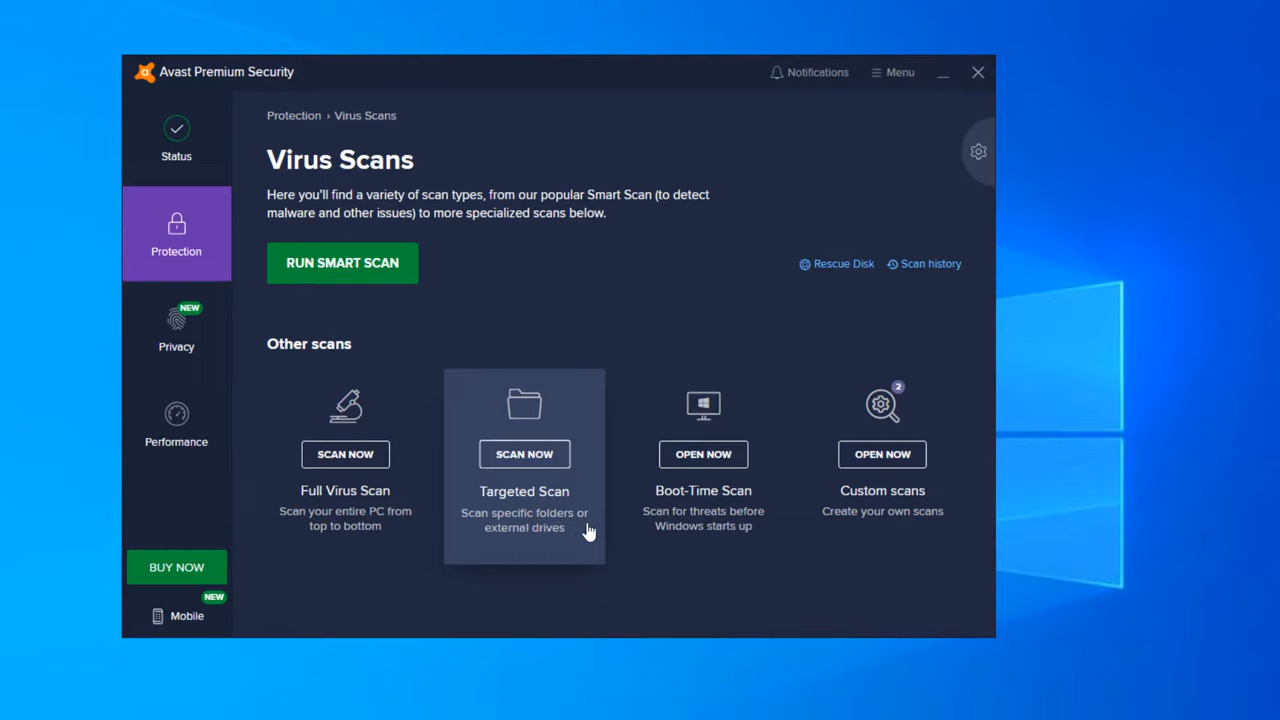 Avast Premium Security
Notifications
Menu
Status
Protection
NEW
Privacy
Performance
BUY NOW
NEW
Mobile
Protection › Virus Scans
Virus Scans
Here you'll find a variety of scan types, from our popular Smart Scan (to detect
malware and other issues) to more specialized scans below.
RUN SMART SCAN
Rescue Disk
Scan history
Other scans
SCAN NOW
Full Virus Scan
Scan your entire PC from
top to bottom
SCAN NOW
Targeted Scan
Scan specific folders or
external drives
OPEN NOW
Boot-Time Scan
Scan for threats before
Windows starts up
2
OPEN NOW
Custom scans
Create your own scans